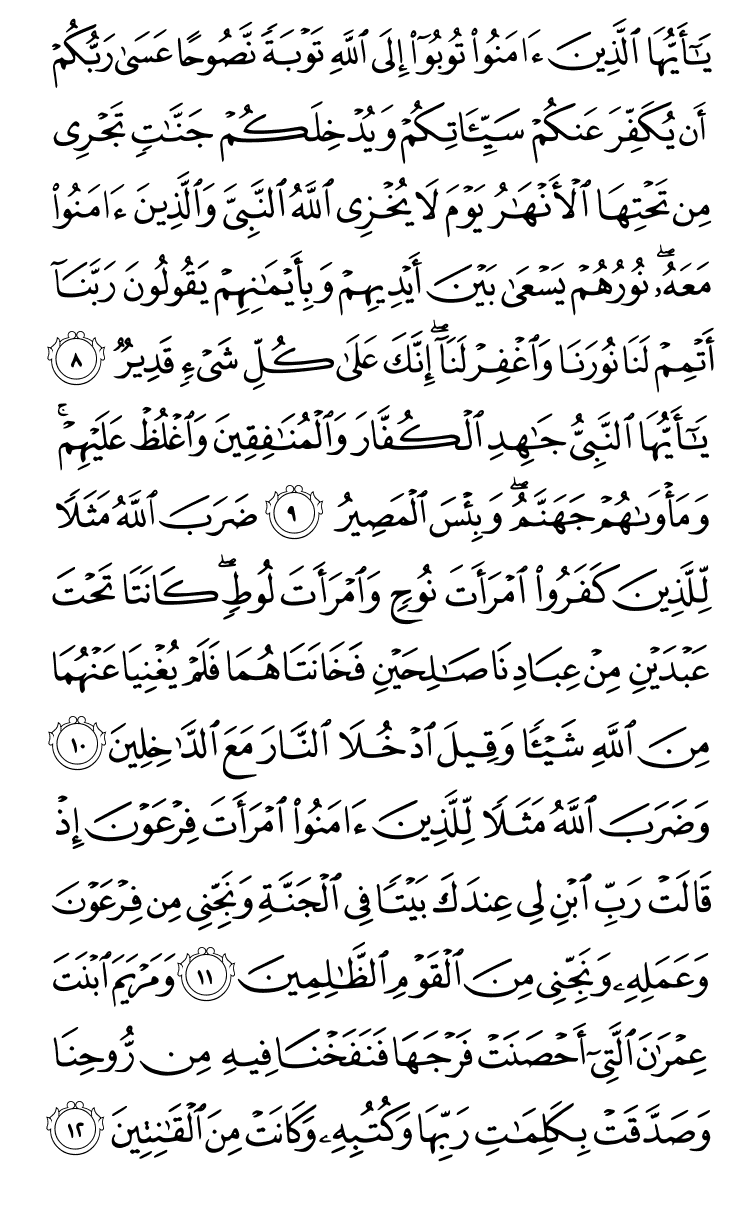 يَـٰٓأَيُّهَا ٱلَّذِينَ ءَامَنُوا۟ تُوبُوٓا۟ إِلَى ٱللَّهِ تَوْبَةً نَّصُوحًا عَسَىٰ رَبُّكُمْ
أَن يُكَفِّرَ عَنكُمْ سَيِّـَٔاتِكُمْ وَيُدْخِلَكُمْ جَنَّـٰتٍ تَجْرِى
مِن تَحْتِهَا ٱلْأَنْهَـٰرُ يَوْمَ لَا يُخْزِى ٱللَّهُ ٱلنَّبِىَّ وَٱلَّذِينَ ءَامَنُوا۟
مَعَهُۥ ۖ نُورُهُمْ يَسْعَىٰ بَيْنَ أَيْدِيهِمْ وَبِأَيْمَـٰنِهِمْ يَقُولُونَ رَبَّنَآ
أَتْمِمْ لَنَا نُورَنَا وَٱغْفِرْ لَنَآ ۖ إِنَّكَ عَلَىٰ كُلِّ شَىْءٍ قَدِيرٌ ٨
يَـٰٓأَيُّهَا ٱلنَّبِىُّ جَـٰهِدِ ٱلْكُفَّارَ وَٱلْمُنَـٰفِقِينَ وَٱغْلُظْ عَلَيْهِمْ ۚ
وَمَأْوَىٰهُمْ جَهَنَّمُ ۖ وَبِئْسَ ٱلْمَصِيرُ ٩ ضَرَبَ ٱللَّهُ مَثَلًا
لِّلَّذِينَ كَفَرُوا۟ ٱمْرَأَتَ نُوحٍ وَٱمْرَأَتَ لُوطٍ ۖ كَانَتَا تَحْتَ
عَبْدَيْنِ مِنْ عِبَادِنَا صَـٰلِحَيْنِ فَخَانَتَاهُمَا فَلَمْ يُغْنِيَا عَنْهُمَا
مِنَ ٱللَّهِ شَيْـًٔا وَقِيلَ ٱدْخُلَا ٱلنَّارَ مَعَ ٱلدَّٰخِلِينَ ١٠
وَضَرَبَ ٱللَّهُ مَثَلًا لِّلَّذِينَ ءَامَنُوا۟ ٱمْرَأَتَ فِرْعَوْنَ إِذْ
قَالَتْ رَبِّ ٱبْنِ لِى عِندَكَ بَيْتًا فِى ٱلْجَنَّةِ وَنَجِّنِى مِن فِرْعَوْنَ
وَعَمَلِهِۦ وَنَجِّنِى مِنَ ٱلْقَوْمِ ٱلظَّـٰلِمِينَ ١١ وَمَرْيَمَ ٱبْنَتَ
عِمْرَٰنَ ٱلَّتِىٓ أَحْصَنَتْ فَرْجَهَا فَنَفَخْنَا فِيهِ مِن رُّوحِنَا
وَصَدَّقَتْ بِكَلِمَـٰتِ رَبِّهَا وَكُتُبِهِۦ وَكَانَتْ مِنَ ٱلْقَـٰنِتِينَ ١٢